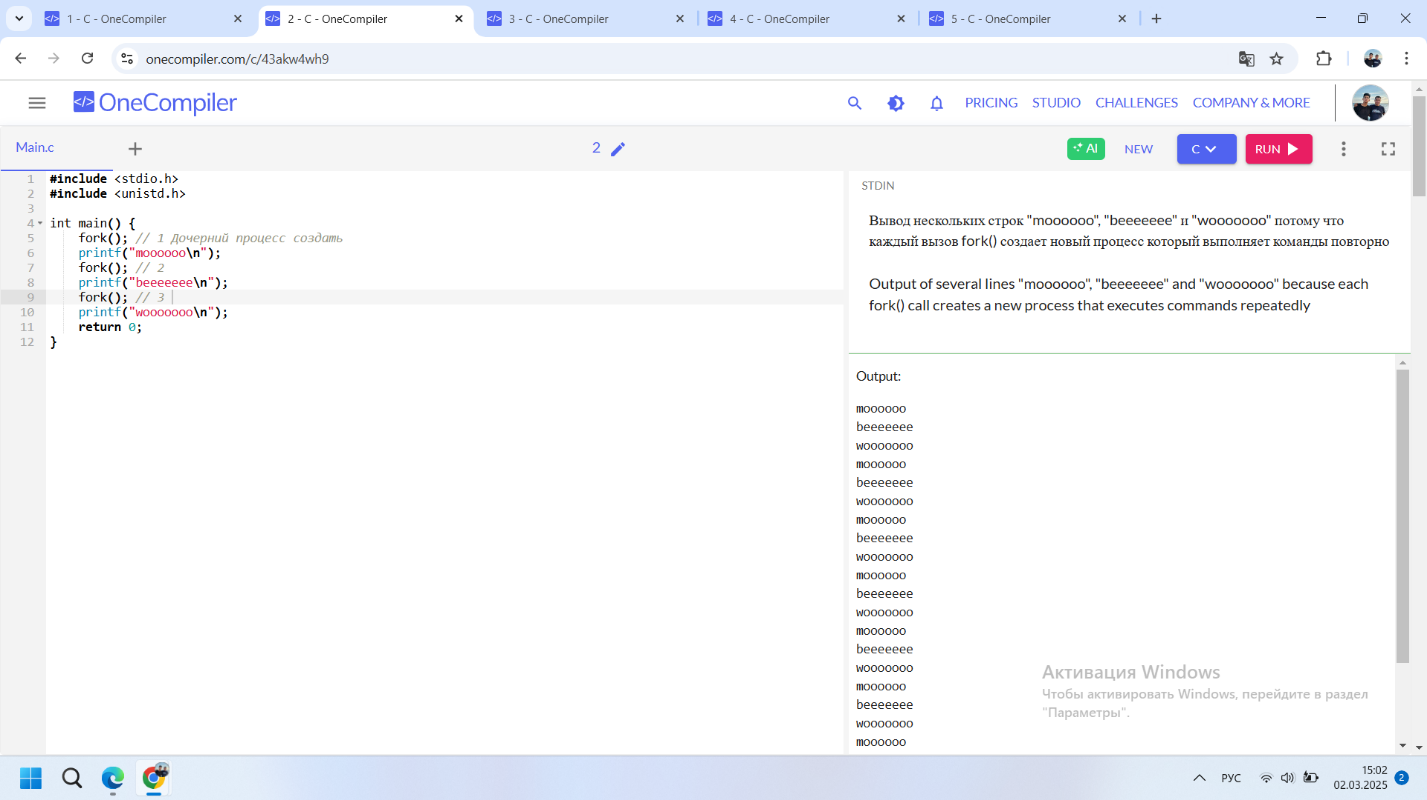 1 - C - OneCompiler
2 - C - OneCompiler
3 - C - OneCompiler
4 - C - OneCompiler
5 - C - OneCompiler
onecompiler.com/c/43akw4wh9
OneCompiler
PRICING STUDIO CHALLENGES COMPANY & MORE
Main.c
2
AI NEW C RUN
1 #include <stdio.h>
2 #include <unistd.h>
3
4 int main() {
5 fork(); // 1 Дочерний процесс создать
6 printf("moooooo\n");
7 fork(); // 2
8 printf("beeeeeee\n");
9 fork(); // 3
10 printf("wooooooo\n");
11 return 0;
12 }
STDIN
Вывод нескольких строк "moooooo", "beeeeeee" и "wooooooo" потому что
каждый вызов fork() создает новый процесс который выполняет команды повторно
Output of several lines "moooooo", "beeeeeee" and "wooooooo" because each
fork() call creates a new process that executes commands repeatedly
Output:
moooooo
beeeeeee
wooooooo
moooooo
beeeeeee
wooooooo
moooooo
beeeeeee
wooooooo
moooooo
beeeeeee
wooooooo
moooooo
beeeeeee
wooooooo
moooooo
beeeeeee
wooooooo
moooooo
Активация Windows
Чтобы активировать Windows, перейдите в раздел
"Параметры".
РУС
15:02
02.03.2025
2